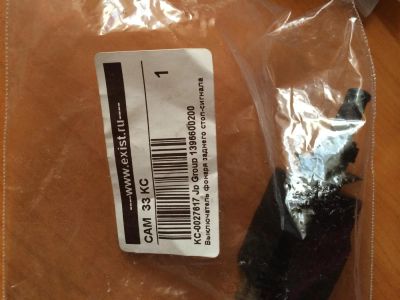 ----www.exist.ru----
1
CAM 33 KC
KC-0027617 Jp Group 1396600200
Выключатель фонаря заднего стоп-сигнала